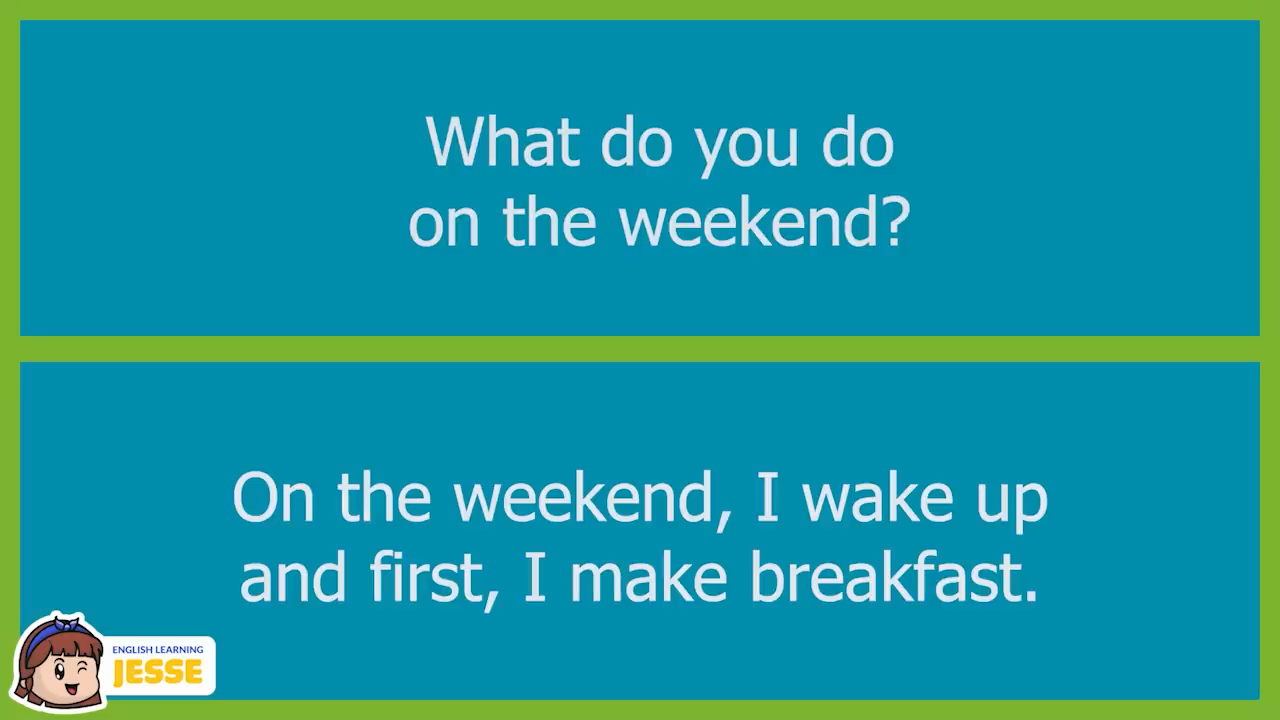 What do you do
on the weekend?
On the weekend, I wake up
and first, I make breakfast.
ENGLISH LEARNING
JESSE